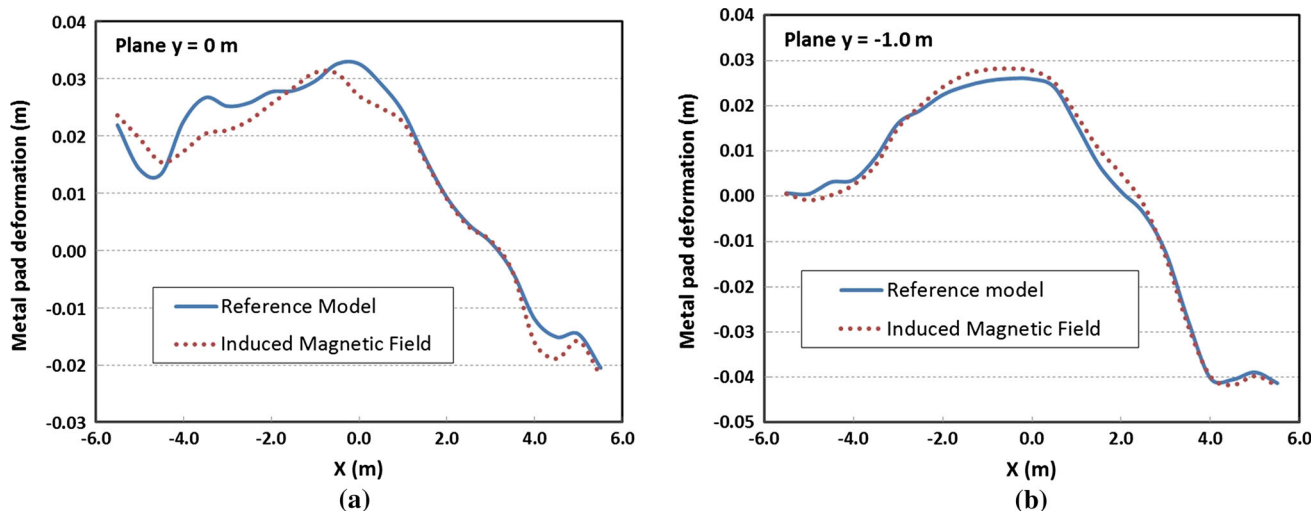 Plane y = 0 m
Metal pad deformation (m)
0.04
0.03
0.02
0.01
0.00
-0.01
-0.02
-0.03
Reference Model
Induced Magnetic Field
-6.0 -4.0 -2.0 0.0 2.0 4.0 6.0
X (m)
(a)
Plane y = -1.0 m
Metal pad deformation (m)
0.04
0.03
0.02
0.01
0.00
-0.01
-0.02
-0.03
-0.04
-0.05
Reference model
Induced Magnetic Field
-6.0 -4.0 -2.0 0.0 2.0 4.0 6.0
X (m)
(b)